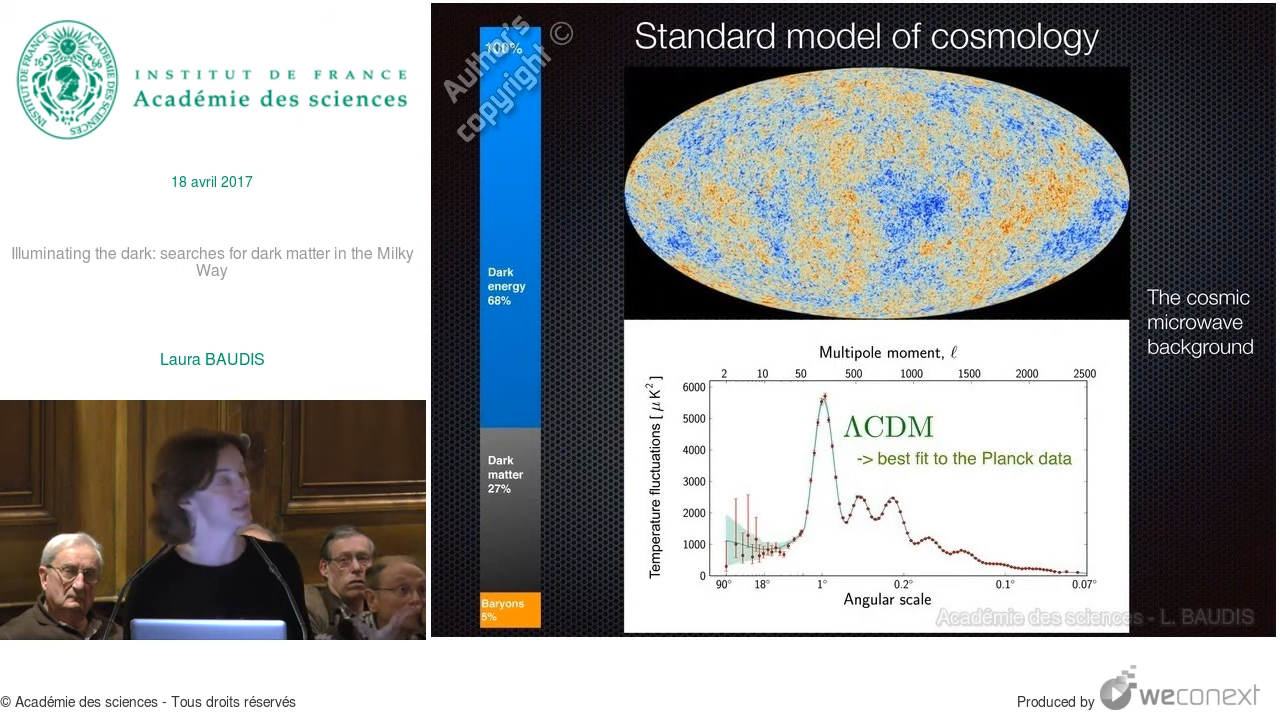 INSTITUT DE FRANCE
Académie des sciences
18 avril 2017
Illuminating the dark: searches for dark matter in the Milky
Way
Laura BAUDIS
Author's
copyright
©
Standard model of cosmology
100%
Dark
energy
68%
Dark
matter
27%
Baryons
5%
The cosmic
microwave
background
Multipole moment, ℓ
2 10 50 500 1000 1500 2000 2500
Temperature fluctuations [ μ K² ]
6000
5000
4000
3000
2000
1000
0
ΛCDM
-> best fit to the Planck data
90° 18° 1° 0.2° 0.1° 0.07°
Angular scale
Académie des sciences - L. BAUDIS
© Académie des sciences - Tous droits réservés
Produced by weconext